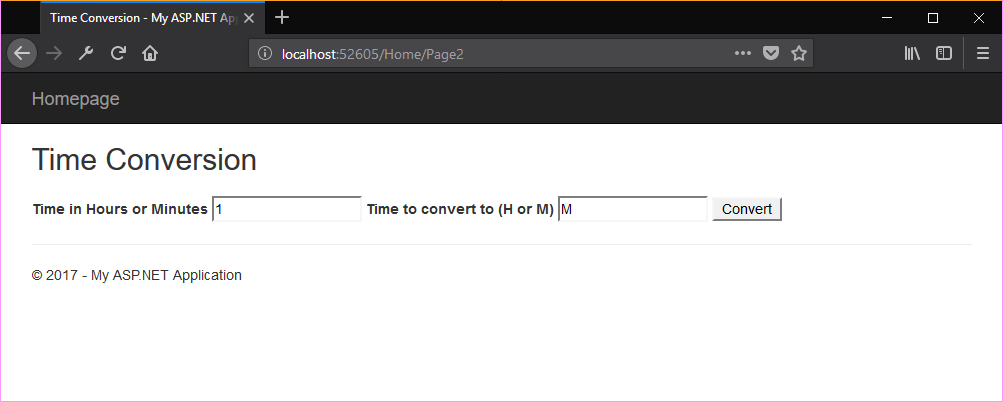 Time Conversion - My ASP.NET Ap
localhost:52605/Home/Page2
Homepage
Time Conversion
Time in Hours or Minutes 1 Time to convert to (H or M) M Convert
© 2017 - My ASP.NET Application